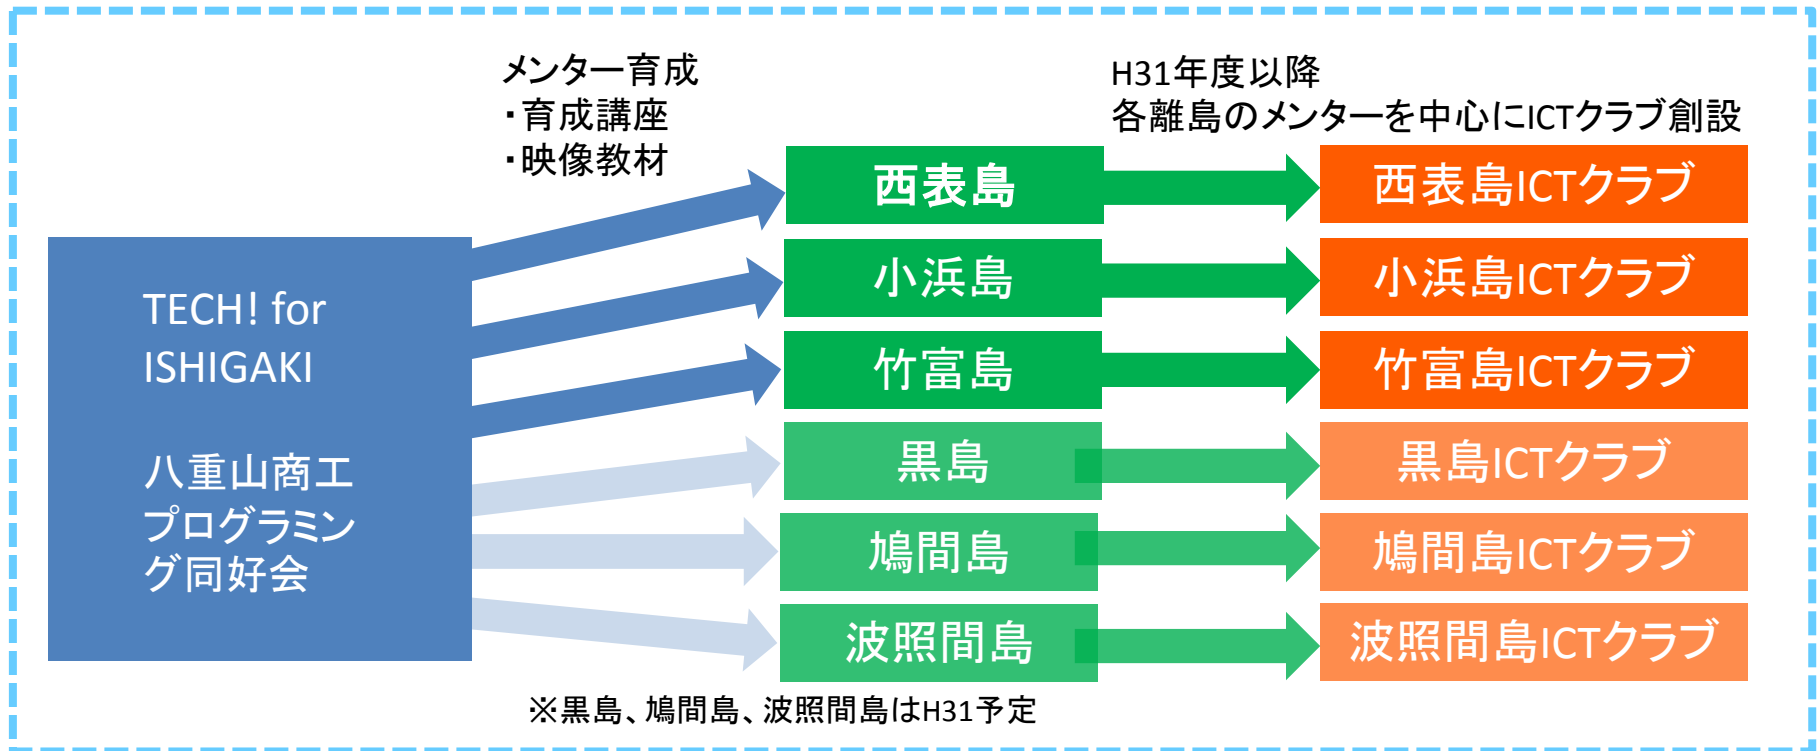 メンター育成
・育成講座
・映像教材
H31年度以降
各離島のメンターを中心にICTクラブ創設
TECH! for
ISHIGAKI
八重山商工
プログラミン
グ同好会
西表島
西表島ICTクラブ
小浜島
小浜島ICTクラブ
竹富島
竹富島ICTクラブ
黒島
黒島ICTクラブ
鳩間島
鳩間島ICTクラブ
波照間島
波照間島ICTクラブ
※黒島、鳩間島、波照間島はH31予定